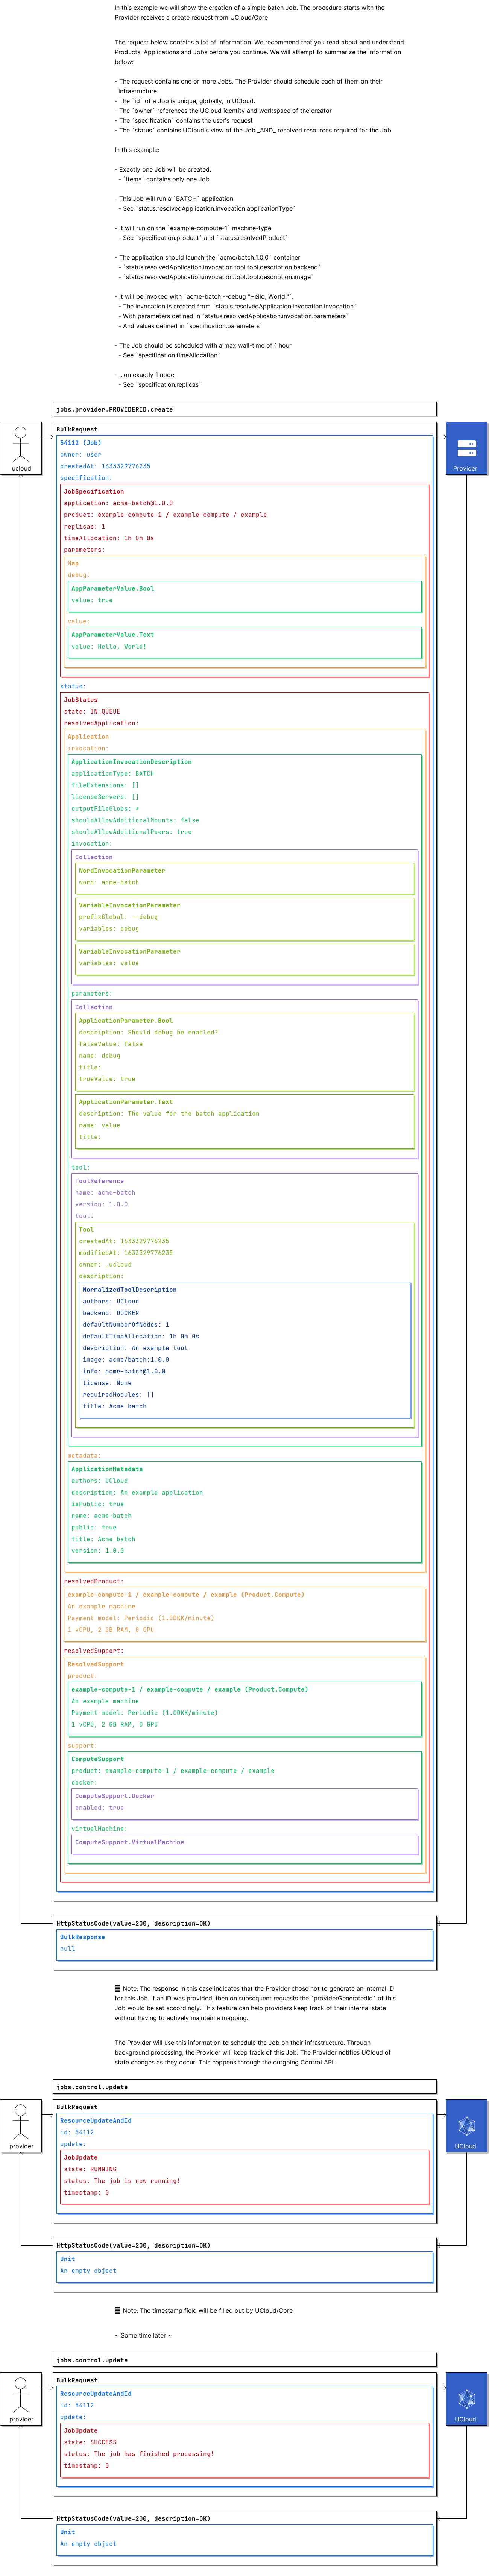 In this example we will show the creation of a simple batch Job. The procedure starts with the
Provider receives a create request from UCloud/Core
The request below contains a lot of information. We recommend that you read about and understand
Products, Applications and Jobs before you continue. We will attempt to summarize the information
below:
- The request contains one or more Jobs. The Provider should schedule each of them on their
infrastructure.
- The `id` of a Job is unique, globally, in UCloud.
- The `owner` references the UCloud identity and workspace of the creator
- The `specification` contains the user's request
- The `status` contains UCloud's view of the Job _AND_ resolved resources required for the Job
In this example:
- Exactly one Job will be created.
- `items` contains only one Job
- This Job will run a `BATCH` application
- See `status.resolvedApplication.invocation.applicationType`
- It will run on the `example-compute-1` machine-type
- See `specification.product` and `status.resolvedProduct`
- The application should launch the `acme/batch:1.0.0` container
- `status.resolvedApplication.invocation.tool.tool.description.backend`
- `status.resolvedApplication.invocation.tool.tool.description.image`
- It will be invoked with `acme-batch --debug "Hello, World!"`.
- The invocation is created from `status.resolvedApplication.invocation.invocation`
- With parameters defined in `status.resolvedApplication.invocation.parameters`
- And values defined in `specification.parameters`
- The Job should be scheduled with a max wall-time of 1 hour
- See `specification.timeAllocation`
- ...on exactly 1 node.
- See `specification.replicas`
jobs.provider.PROVIDERID.create
ucloud
Provider
BulkRequest
54112 (Job)
owner: user
createdAt: 1633329776235
specification:
JobSpecification
application: acme-batch@1.0.0
product: example-compute-1 / example-compute / example
replicas: 1
timeAllocation: 1h 0m 0s
parameters:
Map
debug:
AppParameterValue.Bool
value: true
value:
AppParameterValue.Text
value: Hello, World!
status:
JobStatus
state: IN_QUEUE
resolvedApplication:
Application
invocation:
ApplicationInvocationDescription
applicationType: BATCH
fileExtensions: []
licenseServers: []
outputFileGlobs: *
shouldAllowAdditionalMounts: false
shouldAllowAdditionalPeers: true
invocation:
Collection
WordInvocationParameter
word: acme-batch
VariableInvocationParameter
prefixGlobal: --debug
variables: debug
VariableInvocationParameter
variables: value
parameters:
Collection
ApplicationParameter.Bool
description: Should debug be enabled?
falseValue: false
name: debug
title:
trueValue: true
ApplicationParameter.Text
description: The value for the batch application
name: value
title:
tool:
ToolReference
name: acme-batch
version: 1.0.0
tool:
Tool
createdAt: 1633329776235
modifiedAt: 1633329776235
owner: _ucloud
description:
NormalizedToolDescription
authors: UCloud
backend: DOCKER
defaultNumberOfNodes: 1
defaultTimeAllocation: 1h 0m 0s
description: An example tool
image: acme/batch:1.0.0
info: acme-batch@1.0.0
license: None
requiredModules: []
title: Acme batch
metadata:
ApplicationMetadata
authors: UCloud
description: An example application
isPublic: true
name: acme-batch
public: true
title: Acme batch
version: 1.0.0
resolvedProduct:
example-compute-1 / example-compute / example (Product.Compute)
An example machine
Payment model: Periodic (1.0DKK/minute)
1 vCPU, 2 GB RAM, 0 GPU
resolvedSupport:
ResolvedSupport
product:
example-compute-1 / example-compute / example (Product.Compute)
An example machine
Payment model: Periodic (1.0DKK/minute)
1 vCPU, 2 GB RAM, 0 GPU
support:
ComputeSupport
product: example-compute-1 / example-compute / example
docker:
ComputeSupport.Docker
enabled: true
virtualMachine:
ComputeSupport.VirtualMachine
HttpStatusCode(value=200, description=OK)
BulkResponse
null
Note: The response in this case indicates that the Provider chose not to generate an internal ID
for this Job. If an ID was provided, then on subsequent requests the `providerGeneratedId` of this
Job would be set accordingly. This feature can help providers keep track of their internal state
without having to actively maintain a mapping.
The Provider will use this information to schedule the Job on their infrastructure. Through
background processing, the Provider will keep track of this Job. The Provider notifies UCloud of
state changes as they occur. This happens through the outgoing Control API.
jobs.control.update
provider
UCloud
BulkRequest
ResourceUpdateAndId
id: 54112
update:
JobUpdate
state: RUNNING
status: The job is now running!
timestamp: 0
HttpStatusCode(value=200, description=OK)
Unit
An empty object
Note: The timestamp field will be filled out by UCloud/Core
~ Some time later ~
jobs.control.update
provider
UCloud
BulkRequest
ResourceUpdateAndId
id: 54112
update:
JobUpdate
state: SUCCESS
status: The job has finished processing!
timestamp: 0
HttpStatusCode(value=200, description=OK)
Unit
An empty object